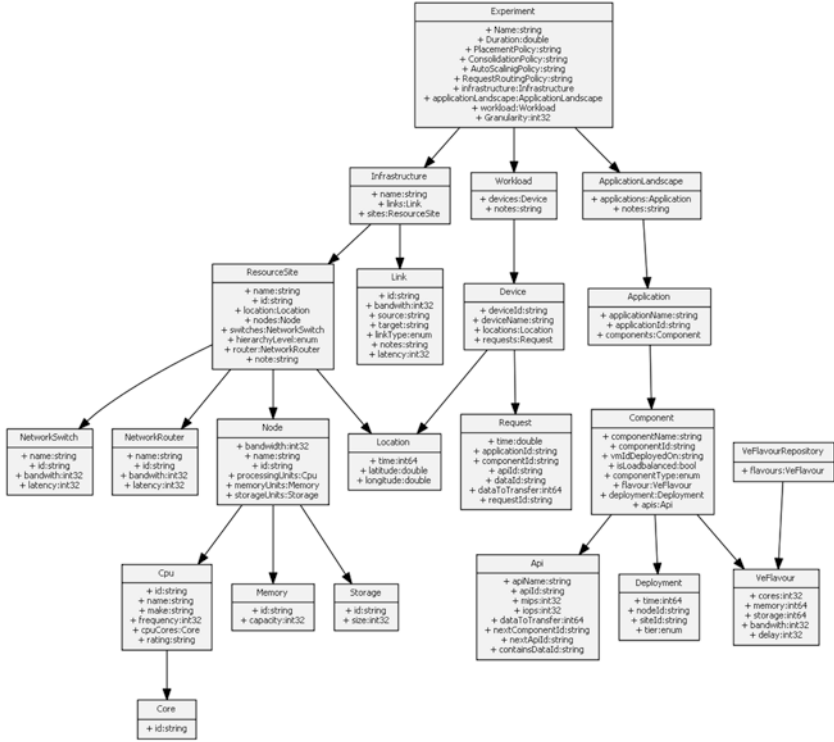 Experiment
+ Name:string
+ Duration:double
+ PlacementPolicy:string
+ ConsolidationPolicy:string
+ AutoScalinigPolicy:string
+ RequestRoutingPolicy:string
+ infrastructure:Infrastructure
+ applicationLandscape:ApplicationLandscape
+ workload:Workload
+ Granularity:int32
Infrastructure
+ name:string
+ links:Link
+ sites:ResourceSite
Workload
+ devices:Device
+ notes:string
ApplicationLandscape
+ applications:Application
+ notes:string
ResourceSite
+ name:string
+ id:string
+ location:Location
+ nodes:Node
+ switches:NetworkSwitch
+ hierarchyLevel:enum
+ router:NetworkRouter
+ note:string
Link
+ id:string
+ bandwith:int32
+ source:string
+ target:string
+ linkType:enum
+ notes:string
+ latency:int32
Device
+ deviceId:string
+ deviceName:string
+ locations:Location
+ requests:Request
Application
+ applicationName:string
+ applicationId:string
+ components:Component
NetworkSwitch
+ name:string
+ id:string
+ bandwith:int32
+ latency:int32
NetworkRouter
+ name:string
+ id:string
+ bandwith:int32
+ latency:int32
Node
+ bandwidth:int32
+ name:string
+ id:string
+ processingUnits:Cpu
+ memoryUnits:Memory
+ storageUnits:Storage
Location
+ time:int64
+ latitude:double
+ longitude:double
Request
+ time:double
+ applicationId:string
+ componentId:string
+ apiId:string
+ dataId:string
+ dataToTransfer:int64
+ requestId:string
Component
+ componentName:string
+ componentId:string
+ vmIdDeployedOn:string
+ isLoadbalanced:bool
+ componentType:enum
+ flavour:VeFlavour
+ deployment:Deployment
+ apis:Api
VeFlavourRepository
+ flavours:VeFlavour
Cpu
+ id:string
+ name:string
+ make:string
+ frequency:int32
+ cpuCores:Core
+ rating:string
Memory
+ id:string
+ capacity:int32
Storage
+ id:string
+ size:int32
Api
+ apiName:string
+ apiId:string
+ mips:int32
+ iops:int32
+ dataToTransfer:int64
+ nextComponentId:string
+ nextApiId:string
+ containsDataId:string
Deployment
+ time:int64
+ nodeId:string
+ siteId:string
+ tier:enum
VeFlavour
+ cores:int32
+ memory:int64
+ storage:int64
+ bandwith:int32
+ delay:int32
Core
+ id:string